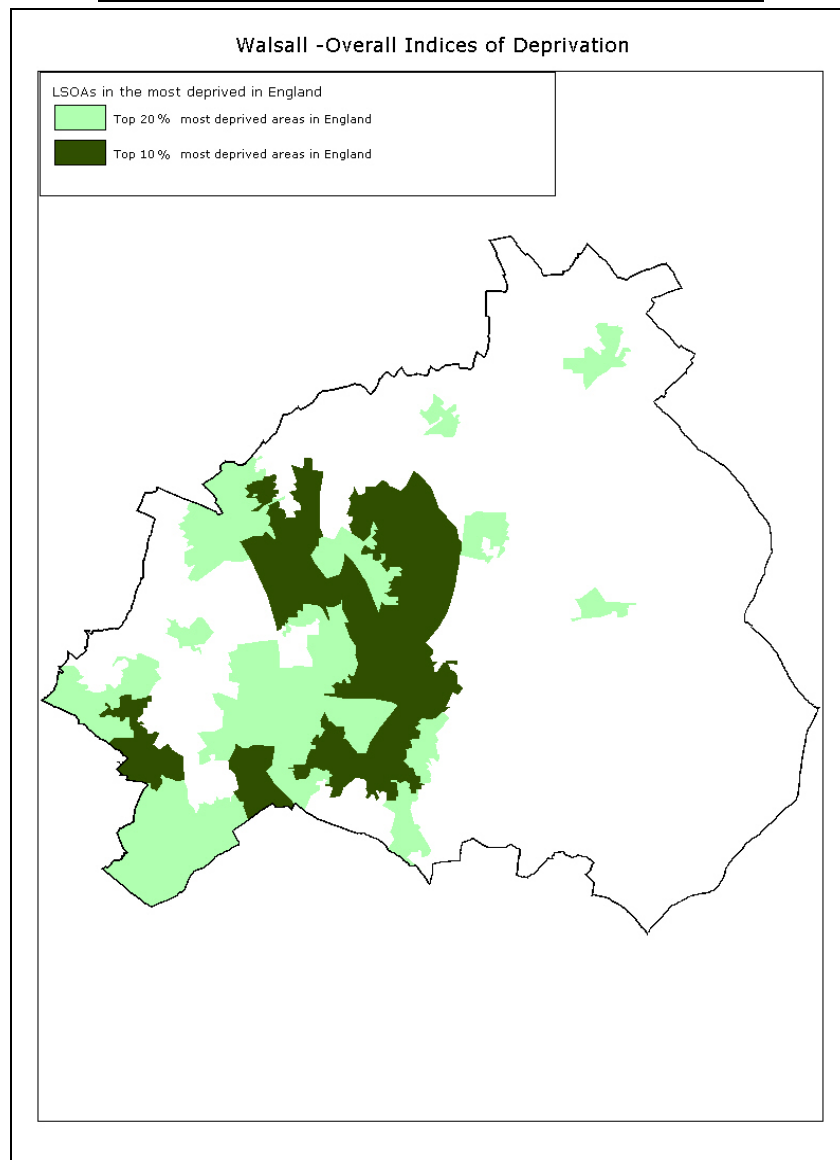 Walsall -Overall Indices of Deprivation
LSOAs in the most deprived in England
Top 20% most deprived areas in England
Top 10% most deprived areas in England